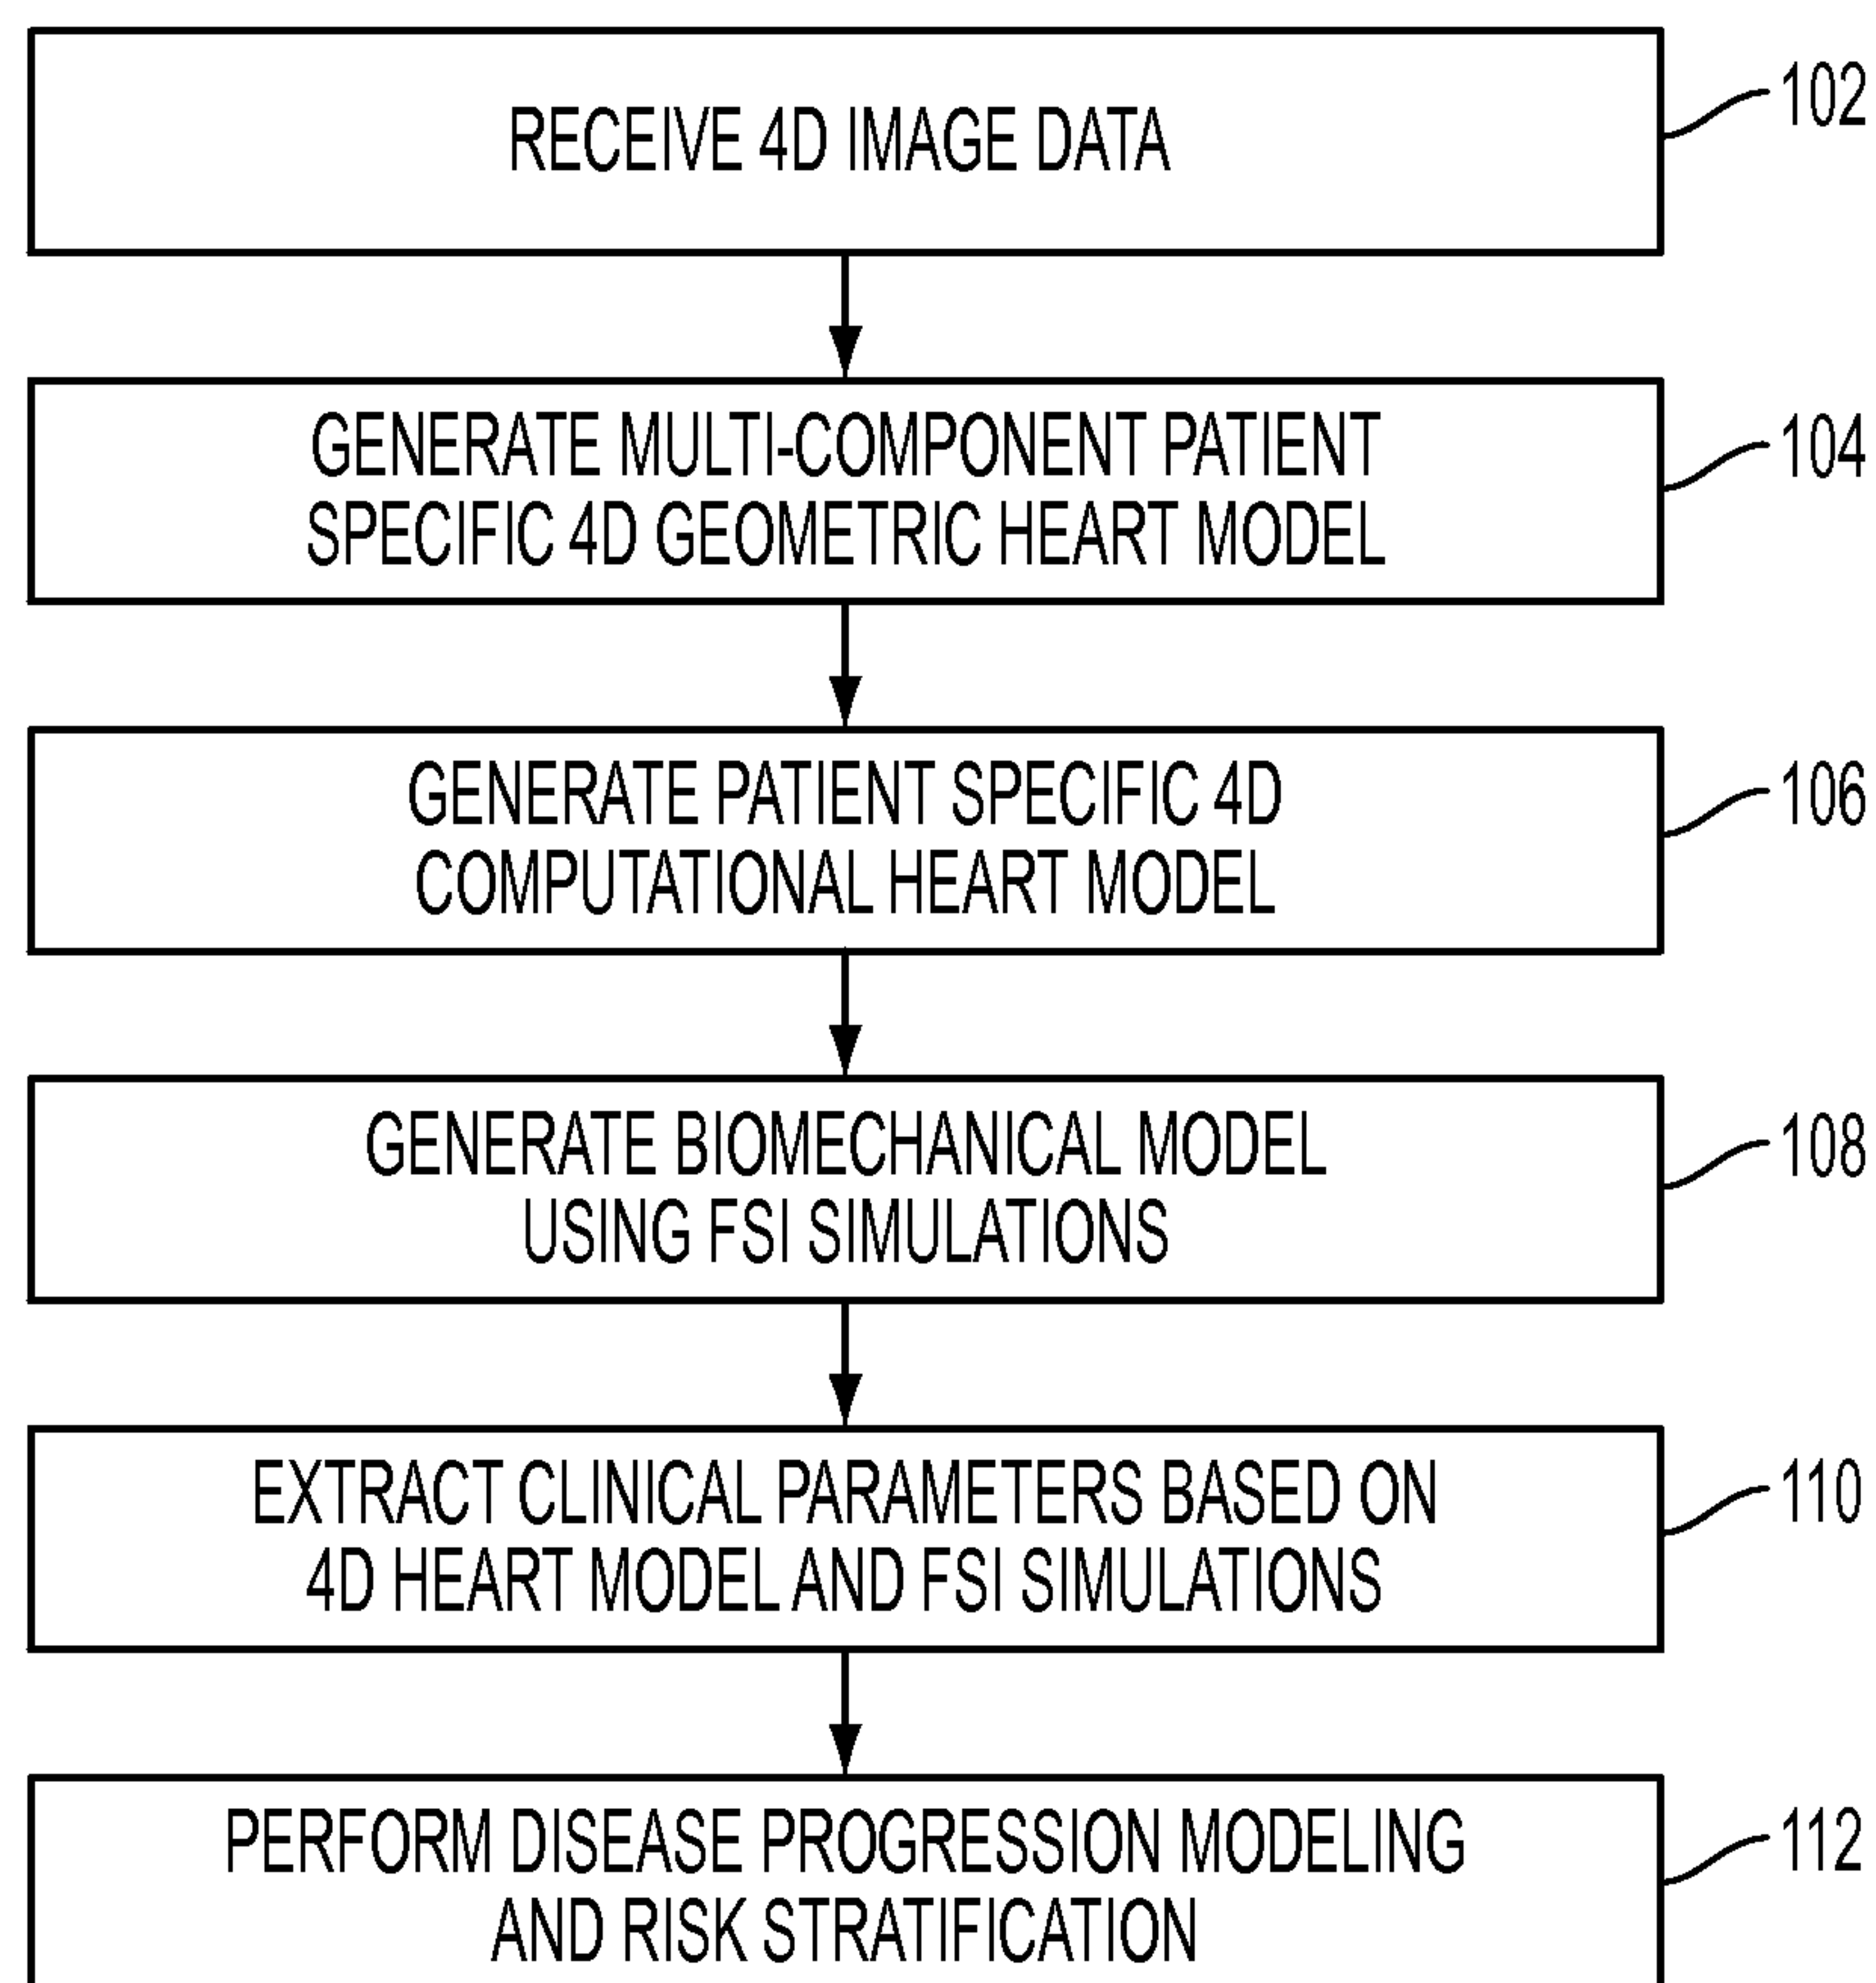 RECEIVE 4D IMAGE DATA
102
GENERATE MULTI-COMPONENT PATIENT
SPECIFIC 4D GEOMETRIC HEART MODEL
104
GENERATE PATIENT SPECIFIC 4D
COMPUTATIONAL HEART MODEL
106
GENERATE BIOMECHANICAL MODEL
USING FSI SIMULATIONS
108
EXTRACT CLINICAL PARAMETERS BASED ON
4D HEART MODEL AND FSI SIMULATIONS
110
PERFORM DISEASE PROGRESSION MODELING
AND RISK STRATIFICATION
112